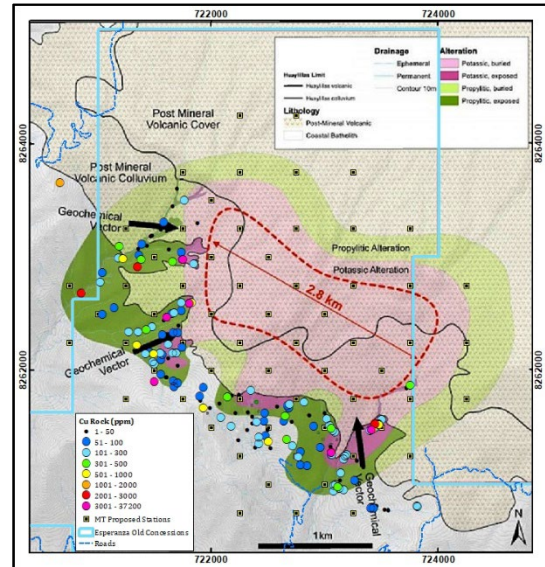 722000
724000
8264000
8262000
Huaylillas Limit
Huaylillas volcanic
Huaylillas colluvium
Lithology
Post-Mineral Volcanic
Coastal Batholith
Drainage
Ephemeral
Permanent
Contour 10m
Alteration
Potassic, buried
Potassic, exposed
Propylitic, buried
Propylitic, exposed
Post Mineral
Volcanic Cover
Post Mineral
Volcanic Colluvium
Geochemical
Vector
Propylitic Alteration
Potassic Alteration
2.8 km
Geochemical
Vector
Geochemical
Vector
Cu Rock (ppm)
1 - 50
51 - 100
101 - 300
301 - 500
501 - 1000
1001 - 2000
2001 - 3000
3001 - 37200
MT Proposed Stations
Esperanza Old Concessions
Roads
1km
N
8264000
8262000
722000
724000